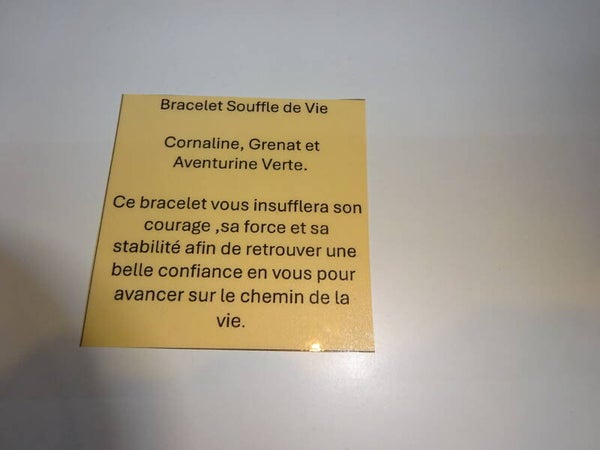 Bracelet Souffle de Vie
Cornaline, Grenat et
Aventurine Verte.
Ce bracelet vous insufflera son
courage ,sa force et sa
stabilité afin de retrouver une
belle confiance en vous pour
avancer sur le chemin de la
vie.